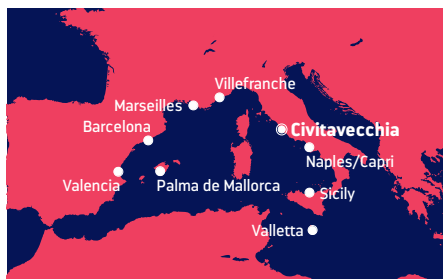 Villefranche
Marseilles
Barcelona
Civitavecchia
Naples/Capri
Valencia
Palma de Mallorca
Sicily
Valletta